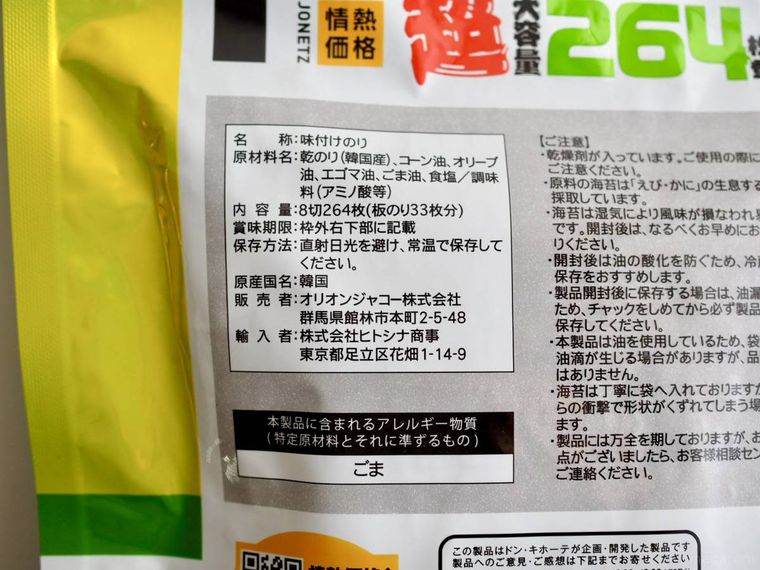 JONETZ
情熱
価格
大容量
264
名　称:味付けのり
原材料名:乾のり(韓国産)、コーン油、オリーブ
油、エゴマ油、ごま油、食塩/調味
料(アミノ酸等)
内容量:8切264枚(板のり33枚分)
賞味期限:枠外右下部に記載
保存方法:直射日光を避け、常温で保存して
ください。
原産国名:韓国
販売者:オリオンジャコー株式会社
群馬県館林市本町2-5-48
輸入者:株式会社ヒトシナ商事
東京都足立区花畑1-14-9
本製品に含まれるアレルギー物質
(特定原材料とそれに準ずるもの)
ごま
【ご注意】
・乾燥剤が入っています。ご使用の際に
ご注意ください。
・原料の海苔は「えび・かに」の生息する
採取しています。
・海苔は湿気により風味が損なわれ
です。開封後は、なるべくお早めにお
りください。
・開封後は油の酸化を防ぐため、冷
保存をおすすめします。
・製品開封後に保存する場合は、油漏
ため、チャックをしめてから必ず製品
保存してください。
・本製品は油を使用しているため、袋
油滴が生じる場合がありますが、品
はありません。
・海苔は丁寧に袋へ入れておりますが
らの衝撃で形状がくずれてしまう場
ます。
・製品には万全を期しておりますが、お
点がございましたら、お客様相談セン
ご連絡ください。
この製品はドン・キホーテが企画・開発した製品です
製品へのご意見・ご感想は下記までお寄せください